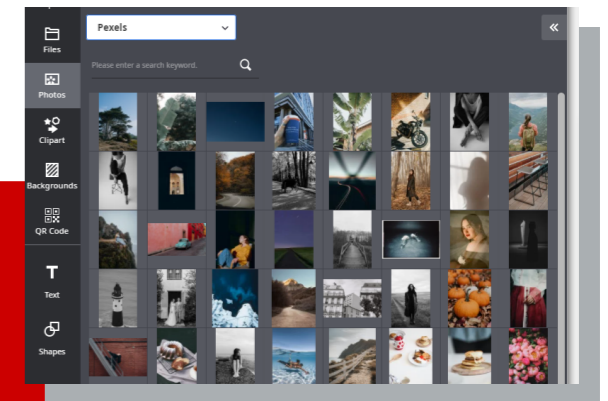 Pexels
Files
Please enter a search keyword.
Photos
Clipart
Backgrounds
QR Code
Text
Shapes